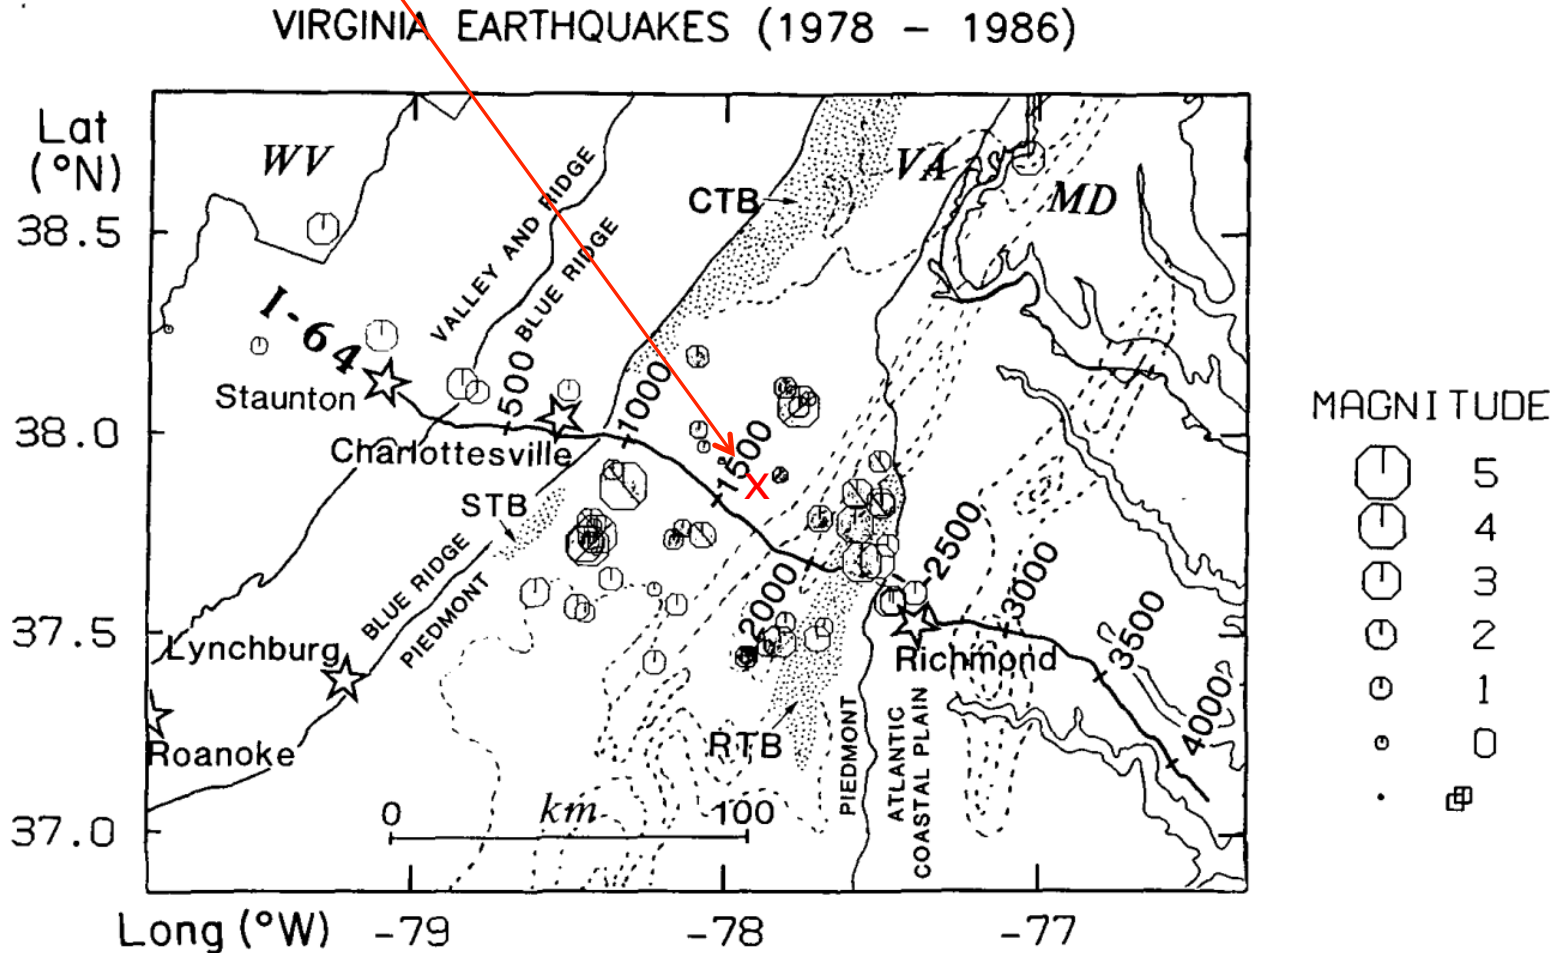 VIRGINIA EARTHQUAKES (1978 - 1986)
Lat
(°N)
38.5
38.0
37.5
37.0
WV
VA
MD
CTB
VALLEY AND RIDGE
BLUE RIDGE
I-64
Staunton
Charlottesville
500
1000
1500
X
STB
BLUE RIDGE
PIEDMONT
Lynchburg
Roanoke
2000
2500
3000
3500
4000
Richmond
RTB
PIEDMONT
ATLANTIC
COASTAL PLAIN
0 km 100
Long (°W) -79 -78 -77
MAGNITUDE
5
4
3
2
1
0